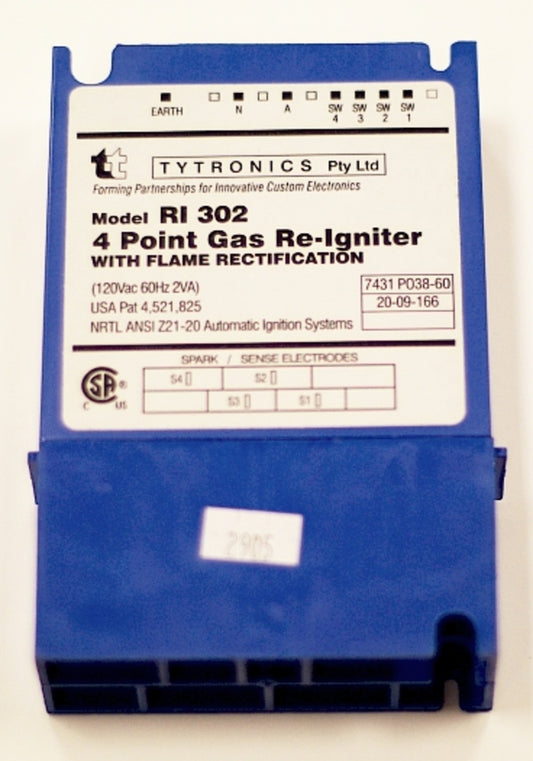 EARTH N A SW 4 SW 3 SW 2 SW 1
tt TYTRONICS Pty Ltd
Forming Partnerships for Innovative Custom Electronics
Model RI 302
4 Point Gas Re-Igniter
WITH FLAME RECTIFICATION
(120Vac 60Hz 2VA)
USA Pat 4,521,825
NRTL ANSI Z21-20 Automatic Ignition Systems
7431 P038-60
20-09-166
SPARK / SENSE ELECTRODES
S4 S2
S3 S1
CSA ®
C US
2905